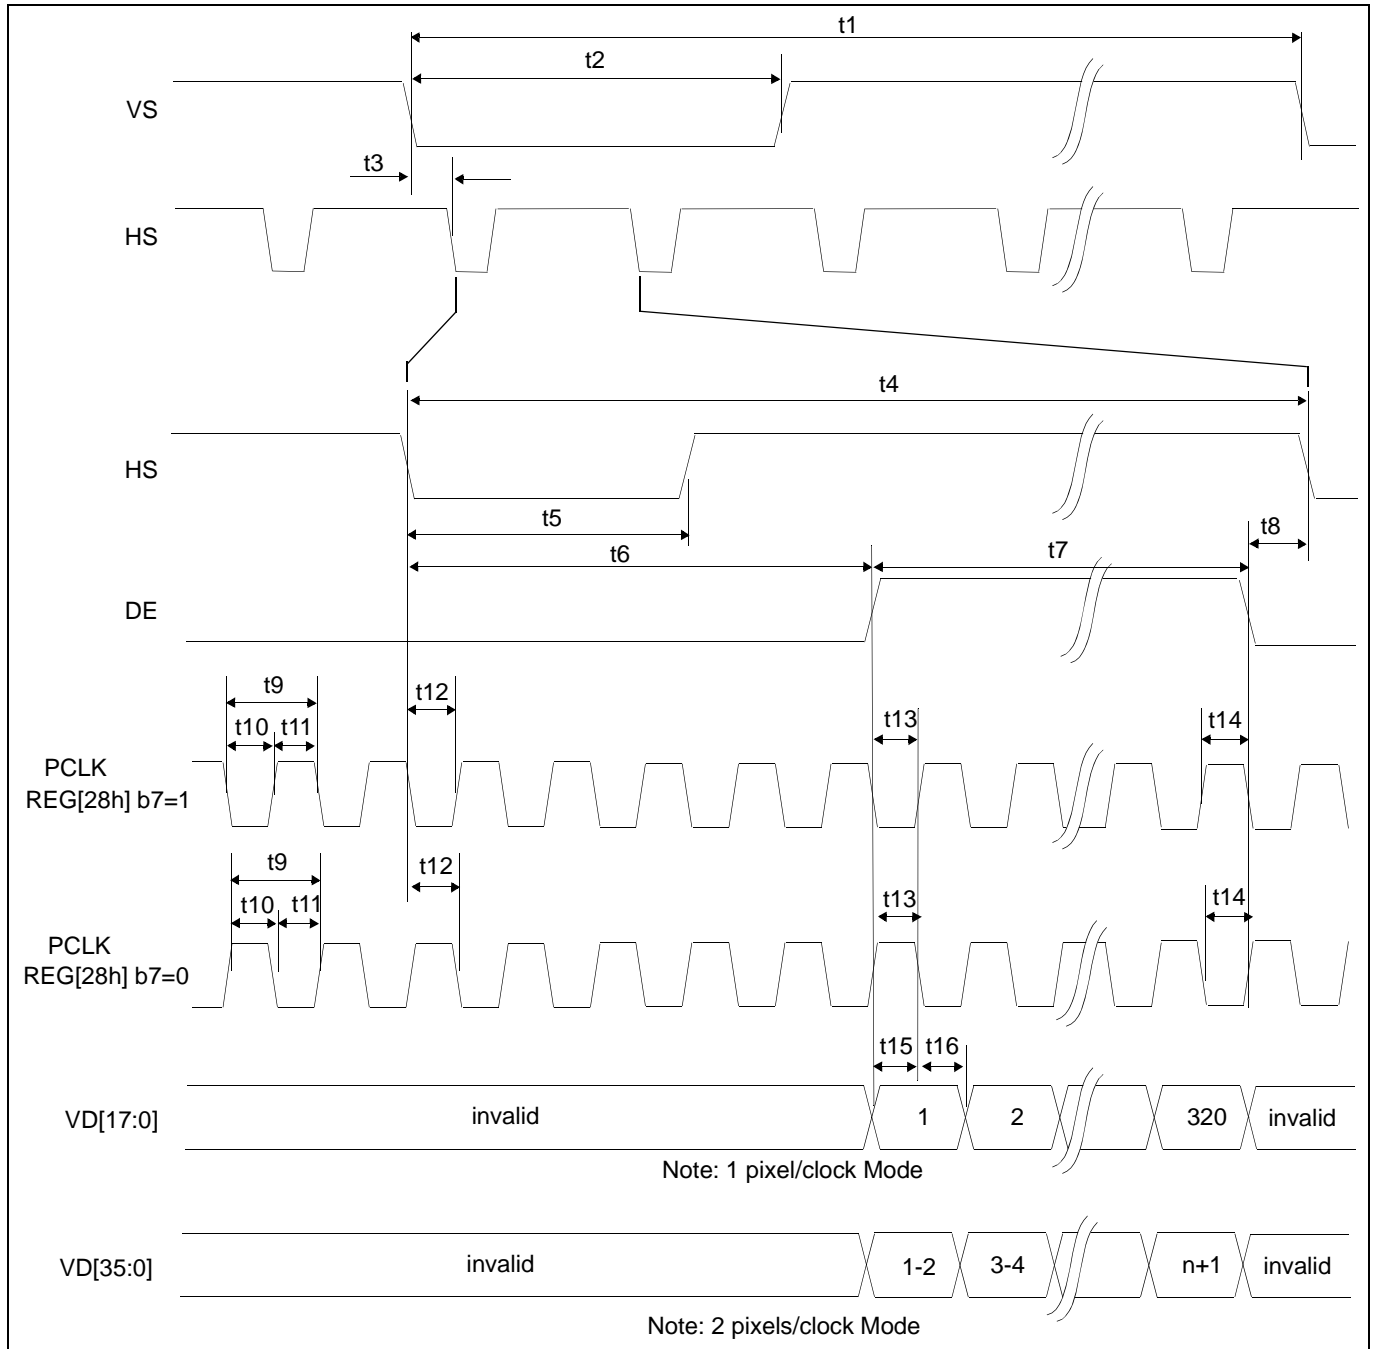 t1
t2
VS
t3
HS
t4
HS
t5
t8
t6
t7
DE
t9
t12
t10 t11
t13
t14
PCLK
REG[28h] b7=1
t9
t12
t10 t11
t13
t14
PCLK
REG[28h] b7=0
t15 t16
VD[17:0] invalid 1 2 320 invalid
Note: 1 pixel/clock Mode
VD[35:0] invalid 1-2 3-4 n+1 invalid
Note: 2 pixels/clock Mode